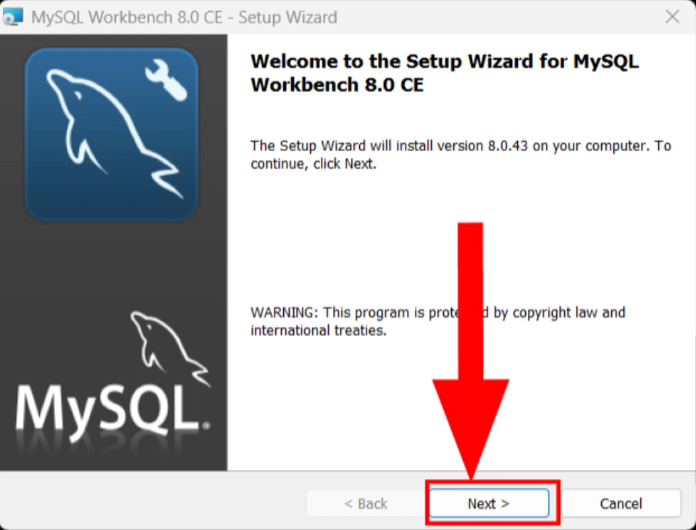 MySQL Workbench 8.0 CE - Setup Wizard
Welcome to the Setup Wizard for MySQL
Workbench 8.0 CE
The Setup Wizard will install version 8.0.43 on your computer. To
continue, click Next.
WARNING: This program is prote d by copyright law and
international treaties.
MySQL®
< Back
Next >
Cancel